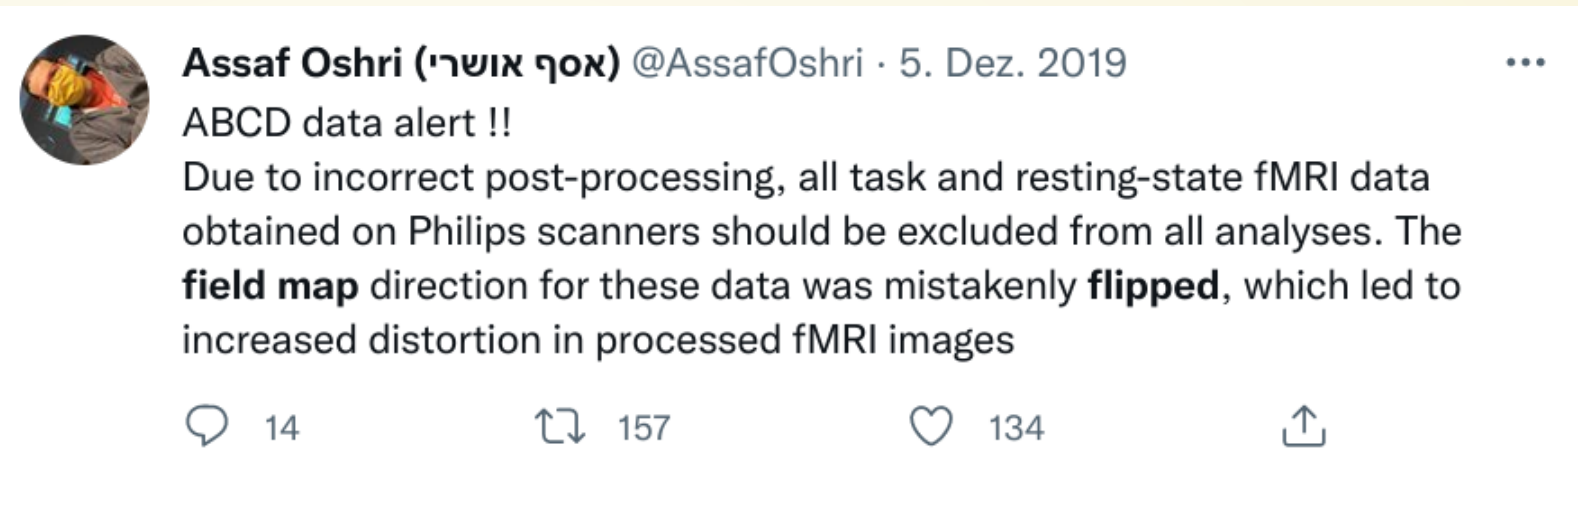 Assaf Oshri (אסף אושרי) @AssafOshri · 5. Dez. 2019
ABCD data alert !!
Due to incorrect post-processing, all task and resting-state fMRI data
obtained on Philips scanners should be excluded from all analyses. The
field map direction for these data was mistakenly flipped, which led to
increased distortion in processed fMRI images
14 157 134